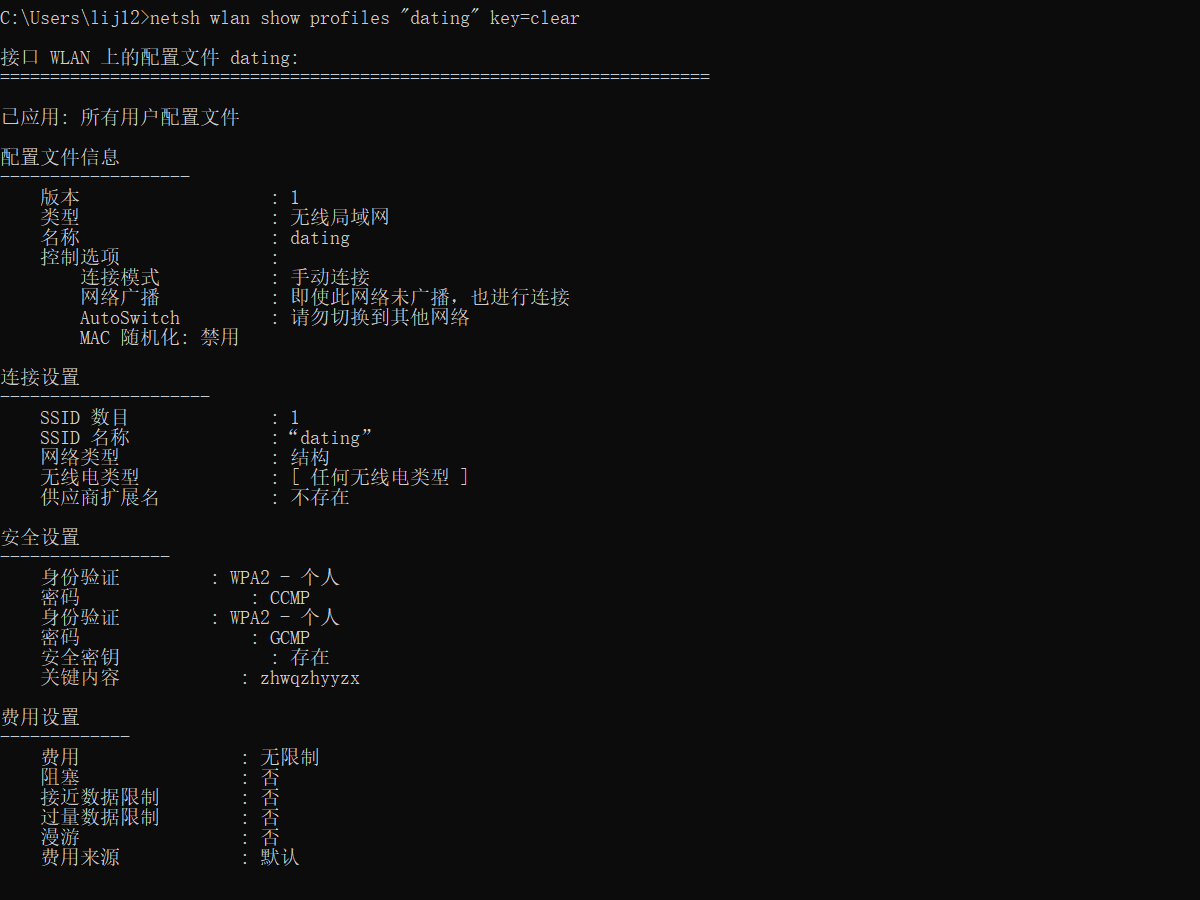 C:\Users\lij12>netsh wlan show profiles "dating" key=clear
接口 WLAN 上的配置文件 dating:
=======================================================================
已应用: 所有用户配置文件
配置文件信息
-------------------
版本                   : 1
类型                   : 无线局域网
名称                   : dating
控制选项               :
连接模式           : 手动连接
网络广播           : 即使此网络未广播，也进行连接
AutoSwitch         : 请勿切换到其他网络
MAC 随机化: 禁用
连接设置
---------------------
SSID 数目              : 1
SSID 名称              :“dating”
网络类型               : 结构
无线电类型             : [ 任何无线电类型 ]
供应商扩展名           : 不存在
安全设置
-----------------
身份验证         : WPA2 - 个人
密码                 : CCMP
身份验证         : WPA2 - 个人
密码                 : GCMP
安全密钥               : 存在
关键内容            : zhwqzhyyzx
费用设置
-------------
费用                : 无限制
阻塞                : 否
接近数据限制        : 否
过量数据限制        : 否
漫游                : 否
费用来源            : 默认